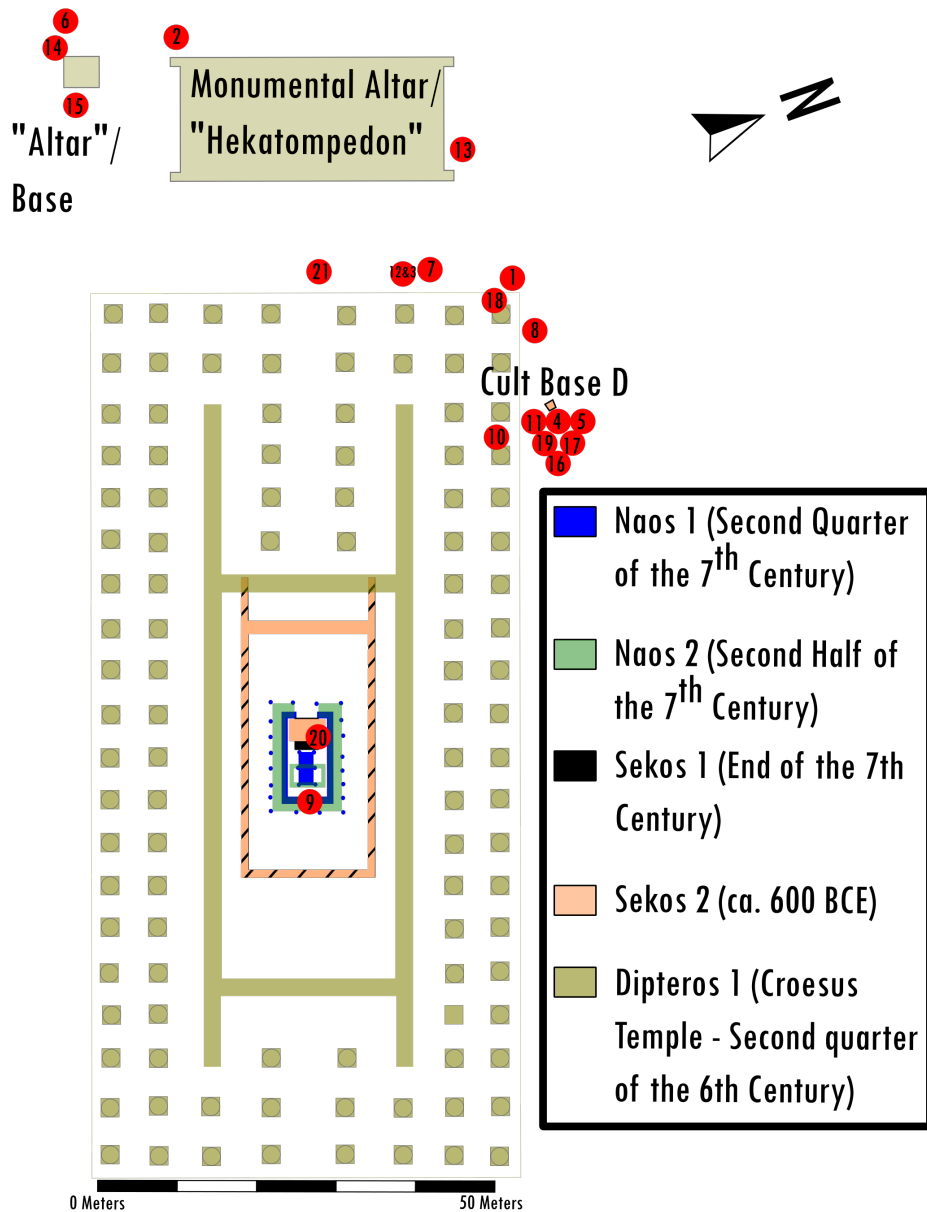 6
2
14
15
"Altar"/
Base
Monumental Altar/
"Hekatompedon"
13
N
21
12&3
7
1
18
8
Cult Base D
11
4
5
10
19
17
16
20
9
Naos 1 (Second Quarter
of the 7th Century)
Naos 2 (Second Half of
the 7th Century)
Sekos 1 (End of the 7th
Century)
Sekos 2 (ca. 600 BCE)
Dipteros 1 (Croesus
Temple - Second quarter
of the 6th Century)
0 Meters
50 Meters